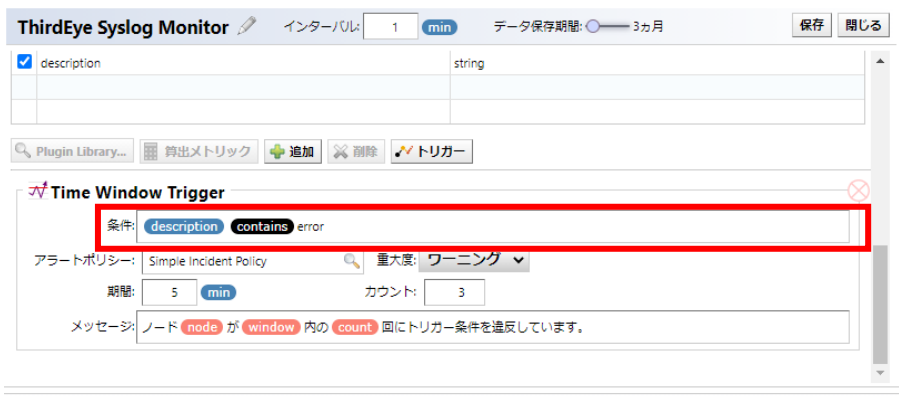 ThirdEye Syslog Monitor インターバル: 1 min データ保存期間: 3ヵ月 保存 閉じる
description string
Plugin Library... 算出メトリック 追加 削除 トリガー
Time Window Trigger
条件: description contains error
アラートポリシー: Simple Incident Policy 重大度: ワーニング
期間: 5 min カウント: 3
メッセージ: ノード node が window 内の count 回にトリガー条件を違反しています。